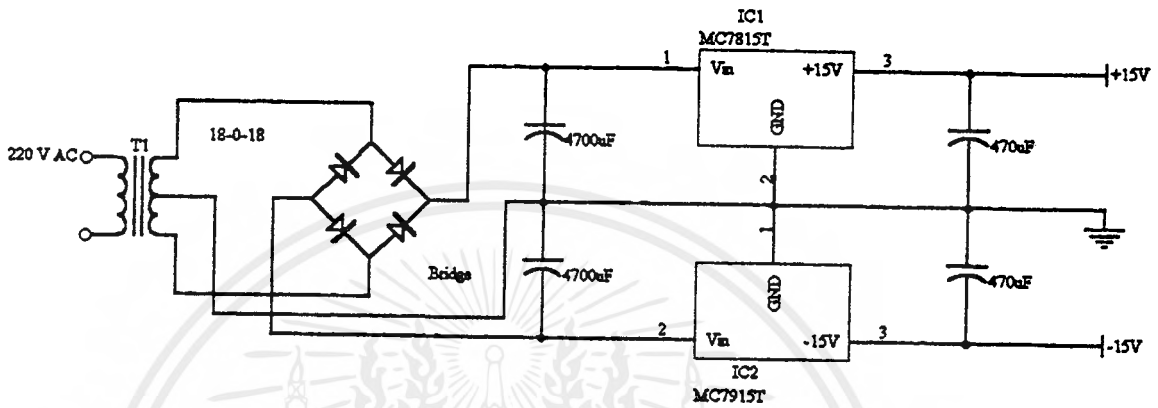 IC1
MC7815T
1
Vin
+15V
3
+15V
GND
2
18-0-18
T1
220 V AC
4700uF
470uF
Bridge
4700uF
1
GND
470uF
2
Vin
-15V
3
-15V
IC2
MC7915T